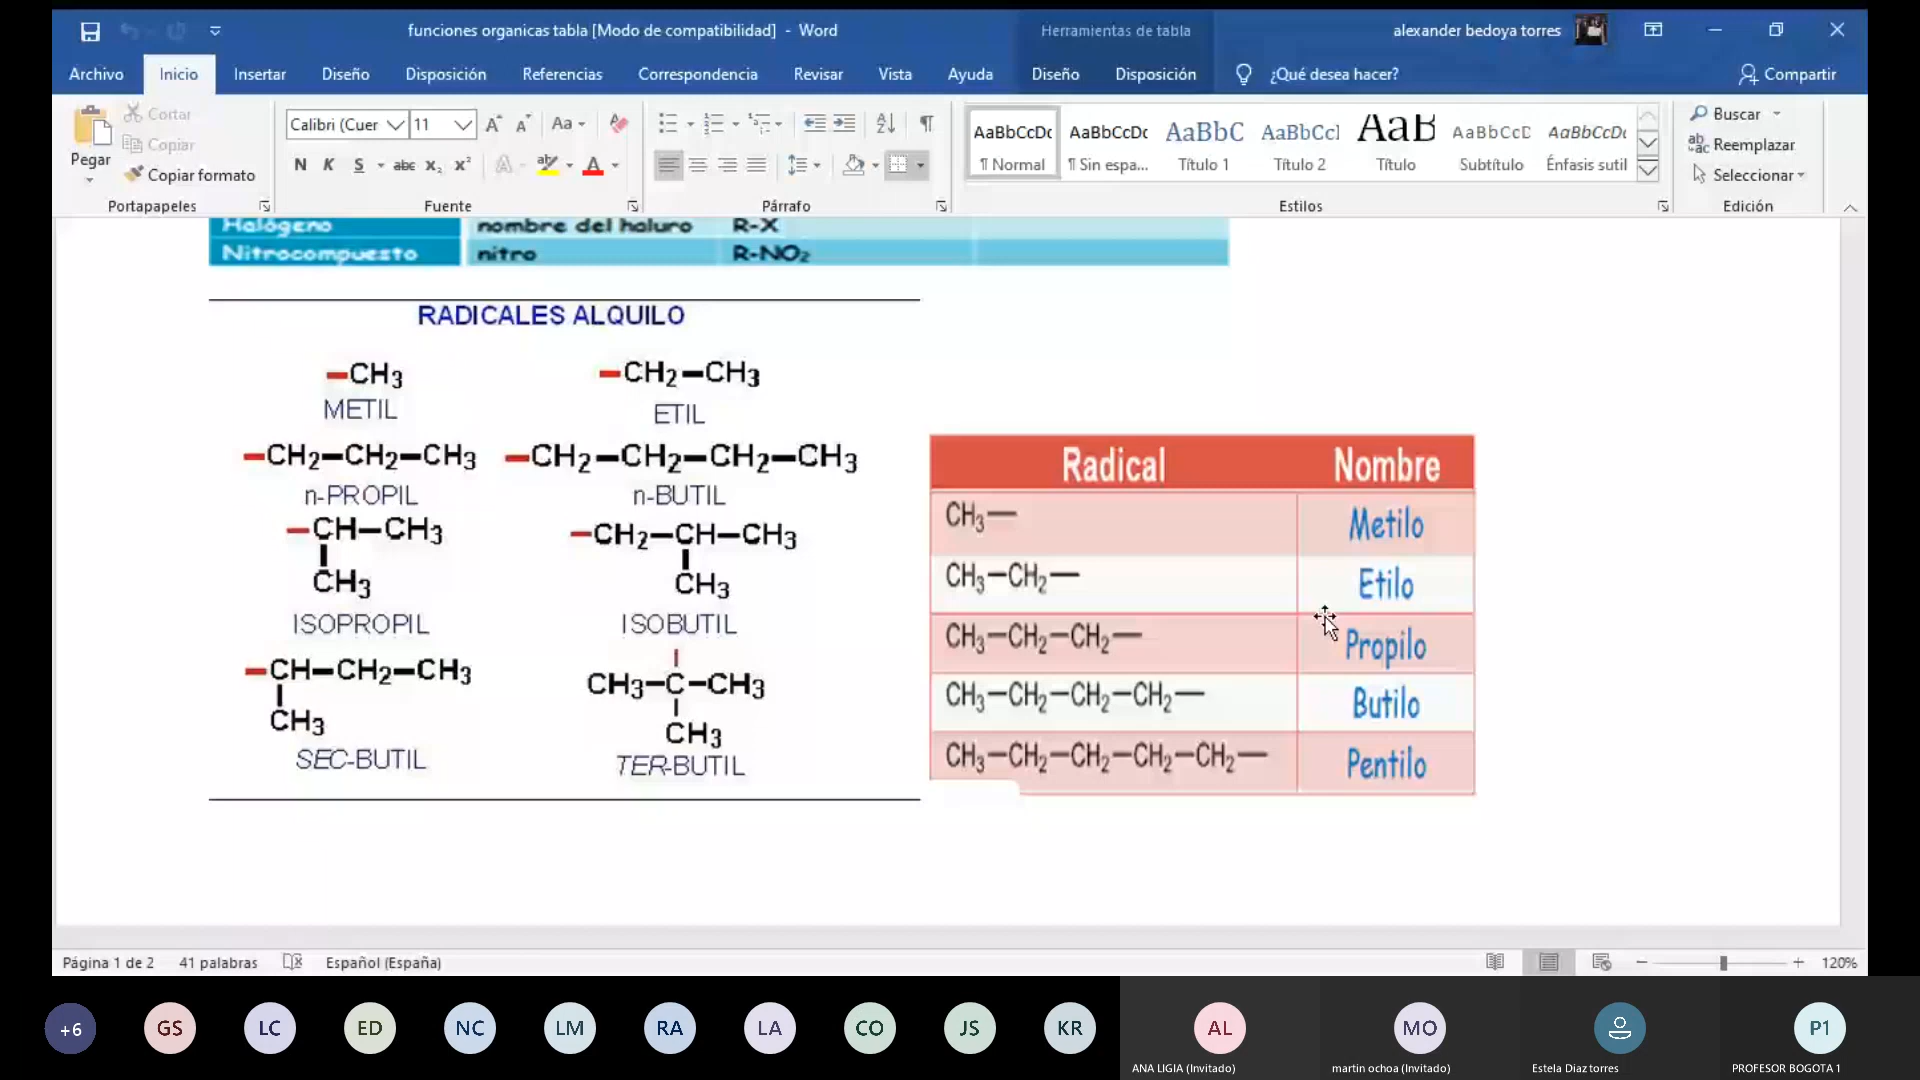 funciones organicas tabla [Modo de compatibilidad] - Word
Herramientas de tabla
alexander bedoya torres
Archivo Inicio Insertar Diseño Disposición Referencias Correspondencia Revisar Vista Ayuda Diseño Disposición ¿Qué desea hacer? Compartir
Pegar
Cortar
Copiar
Copiar formato
Portapapeles
Calibri (Cuer 11
Aa
N K S abc x₂ x²
A ab A
Fuente
Párrafo
AaBbCcDc AaBbCcDc AaBbC AaBbCcI AaB AaBbCcD AaBbCcDc
¶ Normal ¶ Sin espa... Título 1 Título 2 Título Subtítulo Énfasis sutil
Estilos
Buscar
Reemplazar
Seleccionar
Edición
Halógeno nombre del haluro R-X
Nitrocompuesto nitro R-NO₂
RADICALES ALQUILO
–CH₃ –CH₂–CH₃
METIL ETIL
–CH₂–CH₂–CH₃ –CH₂–CH₂–CH₂–CH₃
n-PROPIL n-BUTIL
–CH–CH₃ –CH₂–CH–CH₃
CH₃ CH₃
ISOPROPIL ISOBUTIL
–CH–CH₂–CH₃ CH₃–C–CH₃
CH₃ CH₃
SEC-BUTIL TER-BUTIL
Radical Nombre
CH₃— Metilo
CH₃—CH₂— Etilo
CH₃—CH₂—CH₂— Propilo
CH₃—CH₂—CH₂—CH₂— Butilo
CH₃—CH₂—CH₂—CH₂—CH₂— Pentilo
Página 1 de 2 41 palabras Español (España) 120%
+6 GS LC ED NC LM RA LA CO JS KR AL MO P1
ANA LIGIA (Invitado) martin ochoa (Invitado) Estela Diaz torres PROFESOR BOGOTA 1